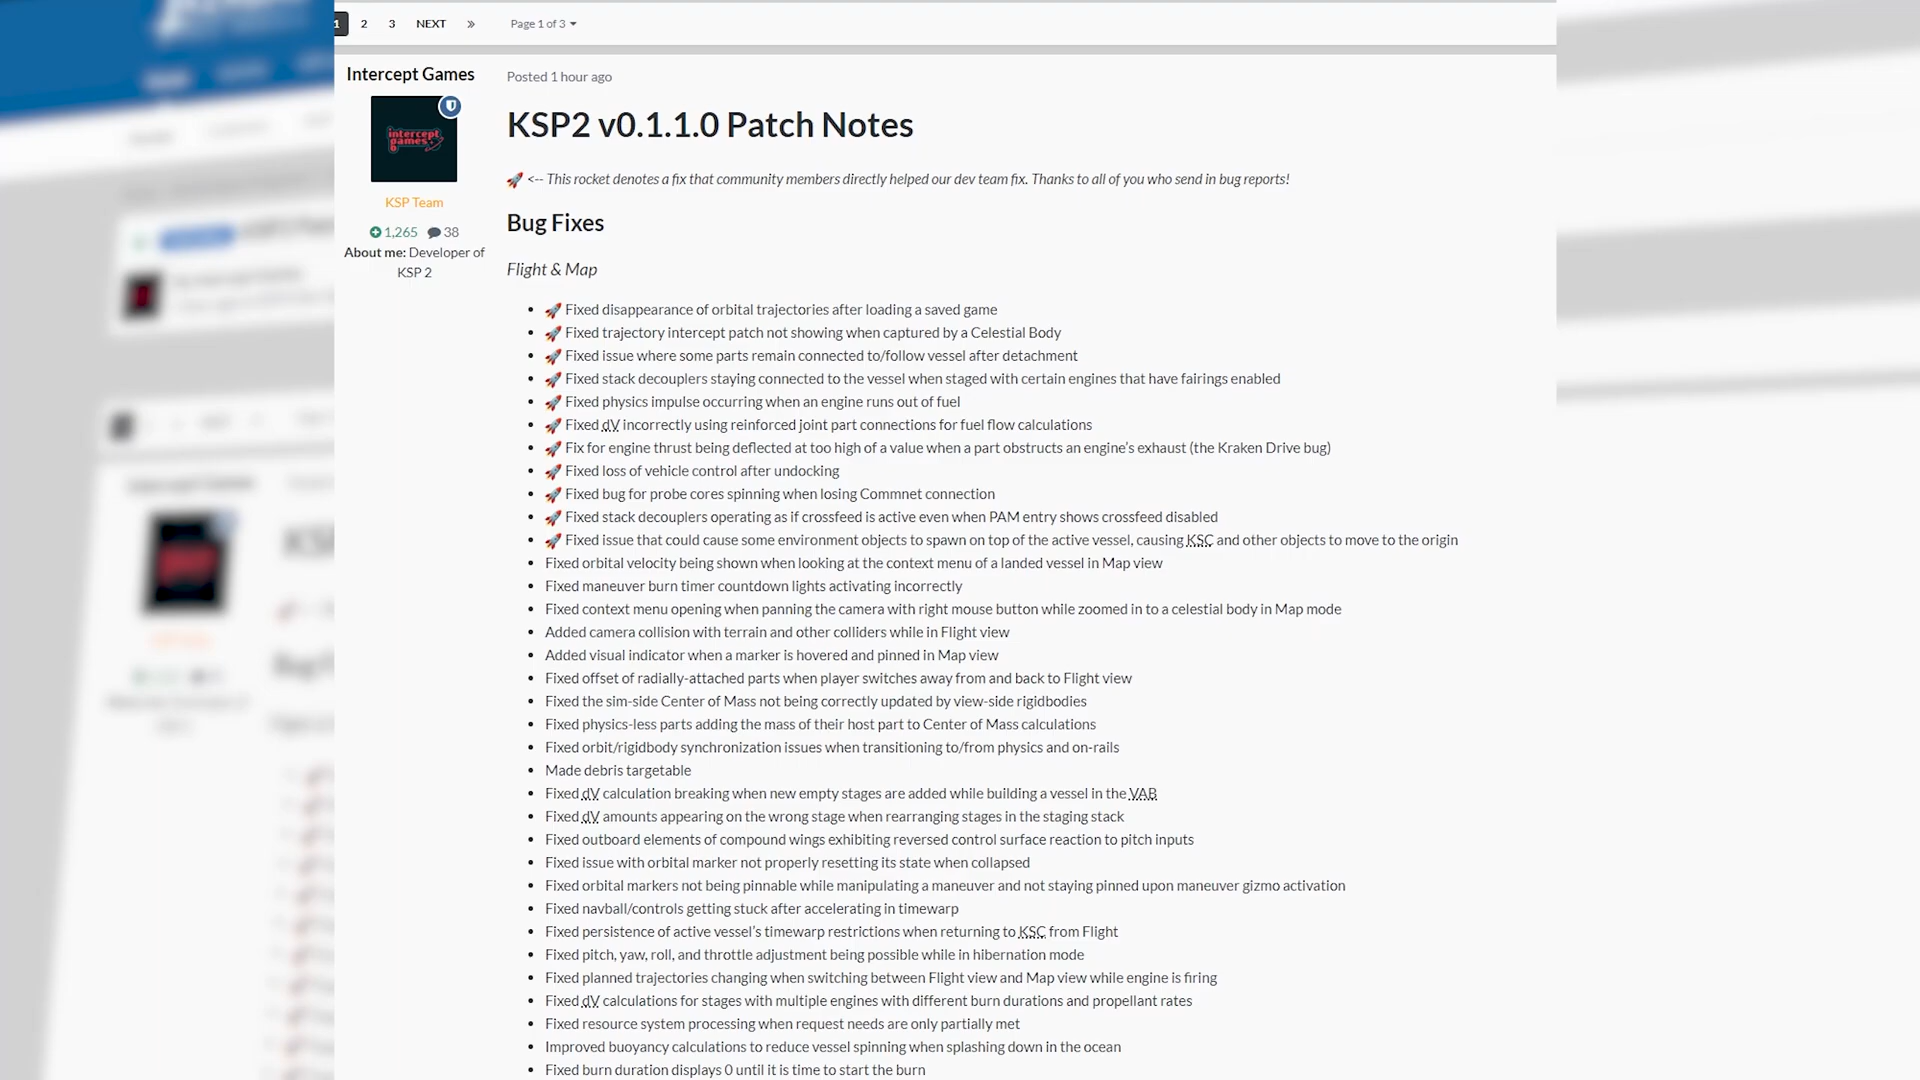 1 2 3 NEXT » Page 1 of 3
Intercept Games
Posted 1 hour ago
intercept games
KSP Team
1,265 38
About me: Developer of
KSP 2
KSP2 v0.1.1.0 Patch Notes
🚀 <-- This rocket denotes a fix that community members directly helped our dev team fix. Thanks to all of you who send in bug reports!
Bug Fixes
Flight & Map
• 🚀 Fixed disappearance of orbital trajectories after loading a saved game
• 🚀 Fixed trajectory intercept patch not showing when captured by a Celestial Body
• 🚀 Fixed issue where some parts remain connected to/follow vessel after detachment
• 🚀 Fixed stack decouplers staying connected to the vessel when staged with certain engines that have fairings enabled
• 🚀 Fixed physics impulse occurring when an engine runs out of fuel
• 🚀 Fixed dV incorrectly using reinforced joint part connections for fuel flow calculations
• 🚀 Fix for engine thrust being deflected at too high of a value when a part obstructs an engine’s exhaust (the Kraken Drive bug)
• 🚀 Fixed loss of vehicle control after undocking
• 🚀 Fixed bug for probe cores spinning when losing Commnet connection
• 🚀 Fixed stack decouplers operating as if crossfeed is active even when PAM entry shows crossfeed disabled
• 🚀 Fixed issue that could cause some environment objects to spawn on top of the active vessel, causing KSC and other objects to move to the origin
• Fixed orbital velocity being shown when looking at the context menu of a landed vessel in Map view
• Fixed maneuver burn timer countdown lights activating incorrectly
• Fixed context menu opening when panning the camera with right mouse button while zoomed in to a celestial body in Map mode
• Added camera collision with terrain and other colliders while in Flight view
• Added visual indicator when a marker is hovered and pinned in Map view
• Fixed offset of radially-attached parts when player switches away from and back to Flight view
• Fixed the sim-side Center of Mass not being correctly updated by view-side rigidbodies
• Fixed physics-less parts adding the mass of their host part to Center of Mass calculations
• Fixed orbit/rigidbody synchronization issues when transitioning to/from physics and on-rails
• Made debris targetable
• Fixed dV calculation breaking when new empty stages are added while building a vessel in the VAB
• Fixed dV amounts appearing on the wrong stage when rearranging stages in the staging stack
• Fixed outboard elements of compound wings exhibiting reversed control surface reaction to pitch inputs
• Fixed issue with orbital marker not properly resetting its state when collapsed
• Fixed orbital markers not being pinnable while manipulating a maneuver and not staying pinned upon maneuver gizmo activation
• Fixed navball/controls getting stuck after accelerating in timewarp
• Fixed persistence of active vessel’s timewarp restrictions when returning to KSC from Flight
• Fixed pitch, yaw, roll, and throttle adjustment being possible while in hibernation mode
• Fixed planned trajectories changing when switching between Flight view and Map view while engine is firing
• Fixed dV calculations for stages with multiple engines with different burn durations and propellant rates
• Fixed resource system processing when request needs are only partially met
• Improved buoyancy calculations to reduce vessel spinning when splashing down in the ocean
• Fixed burn duration displays 0 until it is time to start the burn